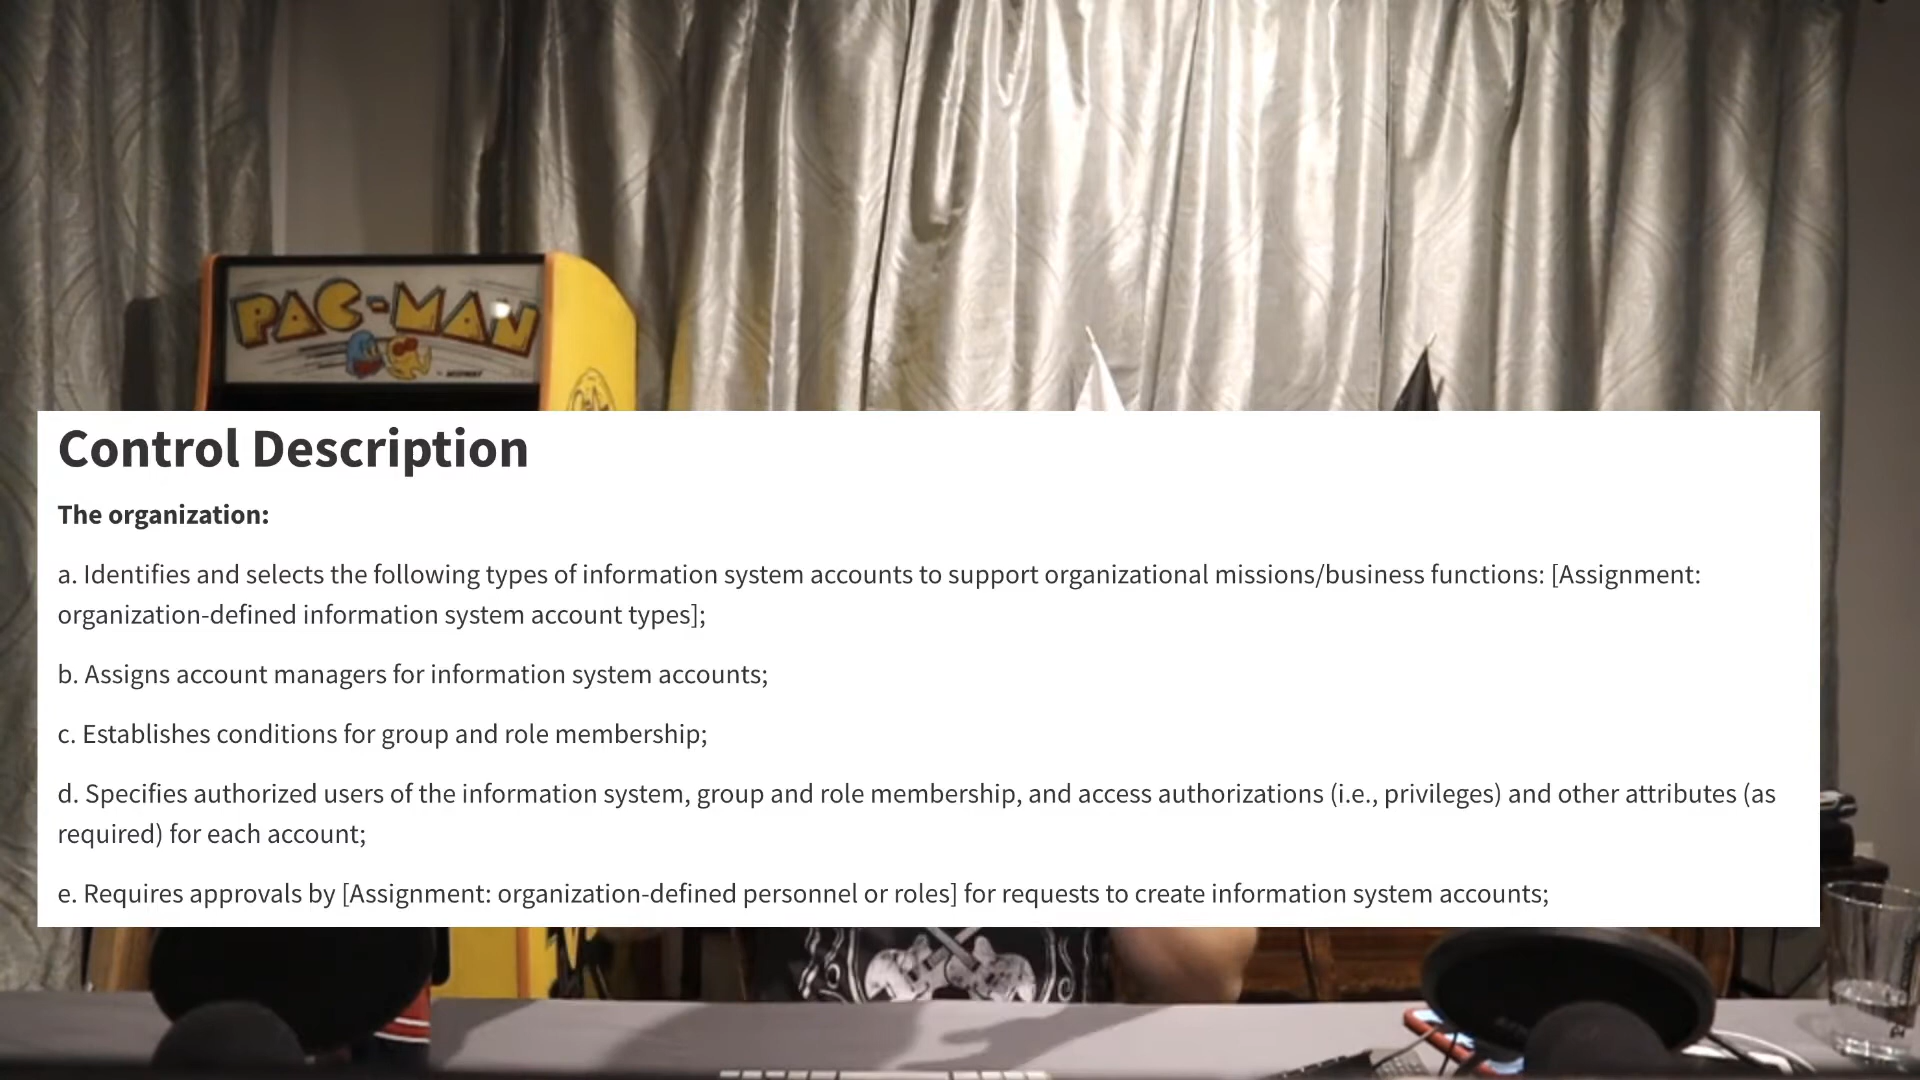 PAC-MAN
MIDWAY
Control Description
The organization:
a. Identifies and selects the following types of information system accounts to support organizational missions/business functions: [Assignment:
organization-defined information system account types];
b. Assigns account managers for information system accounts;
c. Establishes conditions for group and role membership;
d. Specifies authorized users of the information system, group and role membership, and access authorizations (i.e., privileges) and other attributes (as
required) for each account;
e. Requires approvals by [Assignment: organization-defined personnel or roles] for requests to create information system accounts;